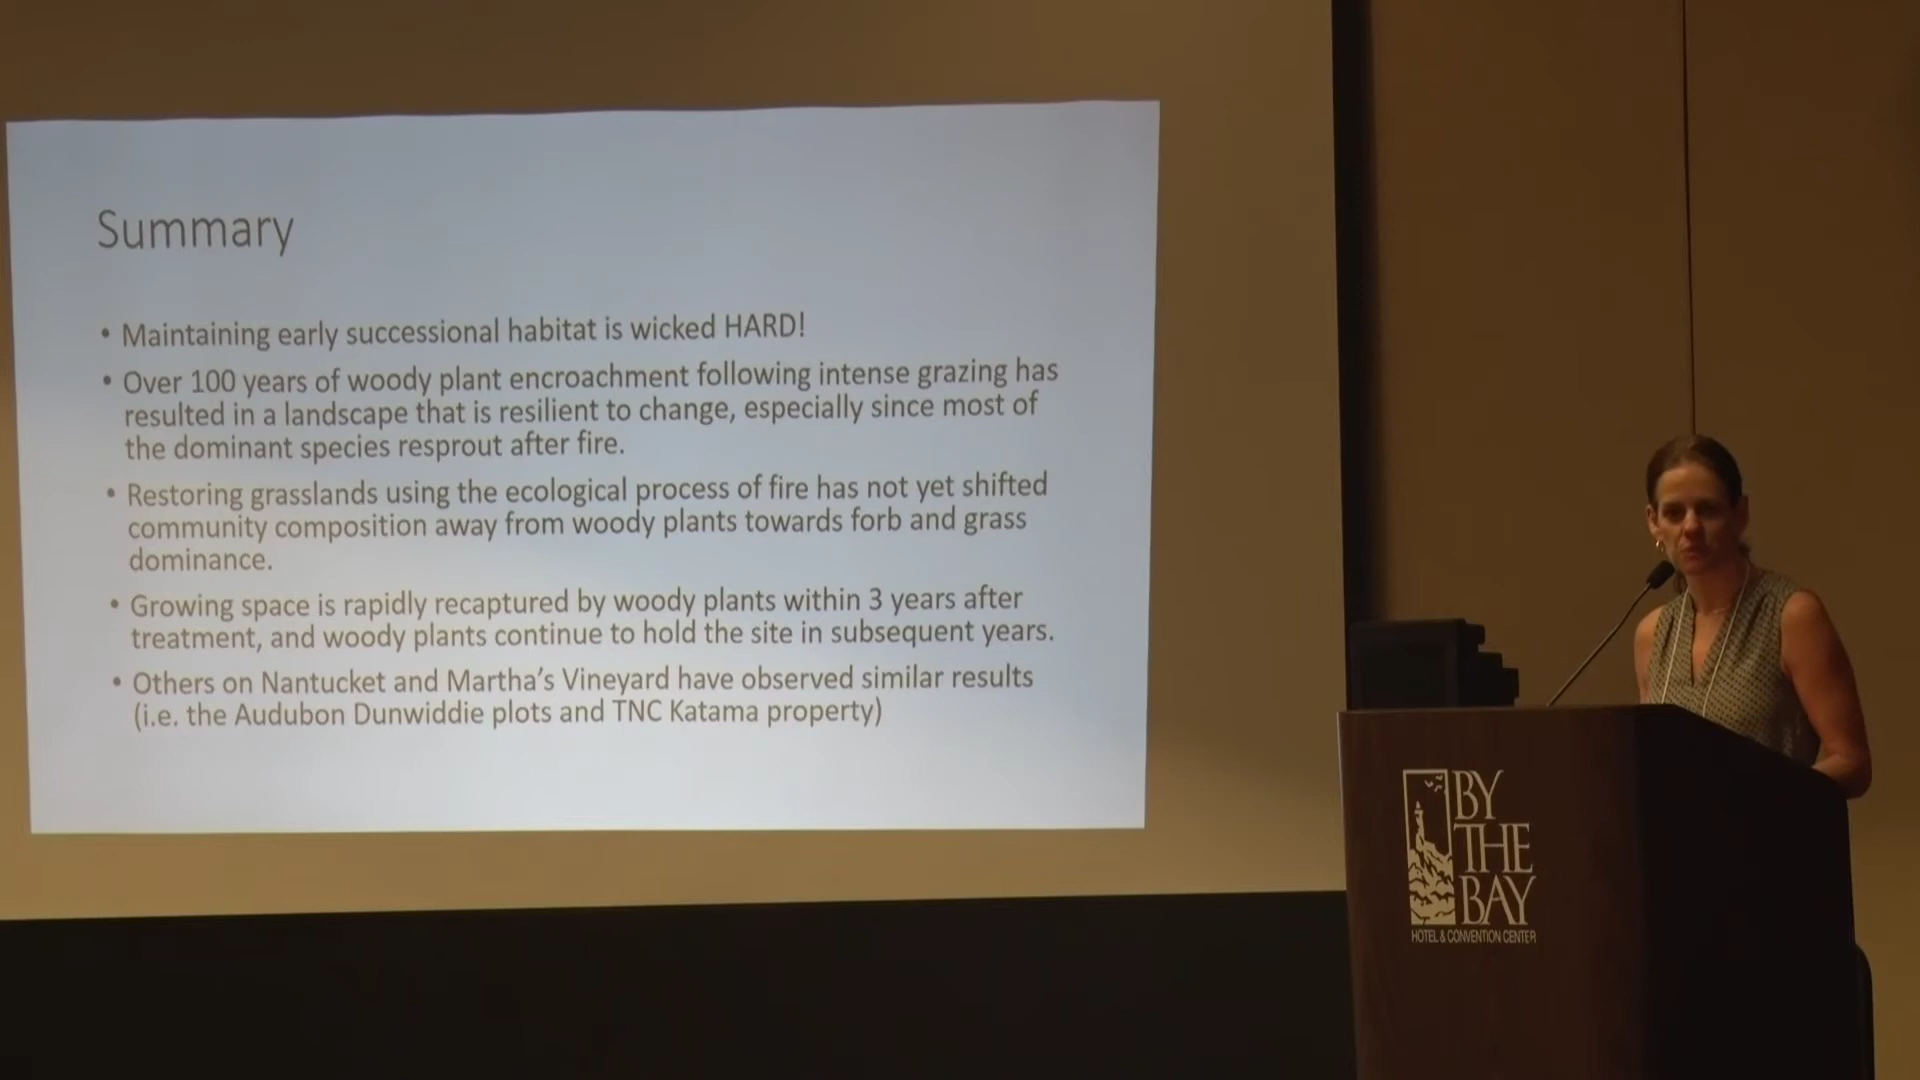 Summary
• Maintaining early successional habitat is wicked HARD!
• Over 100 years of woody plant encroachment following intense grazing has
resulted in a landscape that is resilient to change, especially since most of
the dominant species resprout after fire.
• Restoring grasslands using the ecological process of fire has not yet shifted
community composition away from woody plants towards forb and grass
dominance.
• Growing space is rapidly recaptured by woody plants within 3 years after
treatment, and woody plants continue to hold the site in subsequent years.
• Others on Nantucket and Martha's Vineyard have observed similar results
(i.e. the Audubon Dunwiddie plots and TNC Katama property)
BY
THE
BAY
HOTEL & CONVENTION CENTER